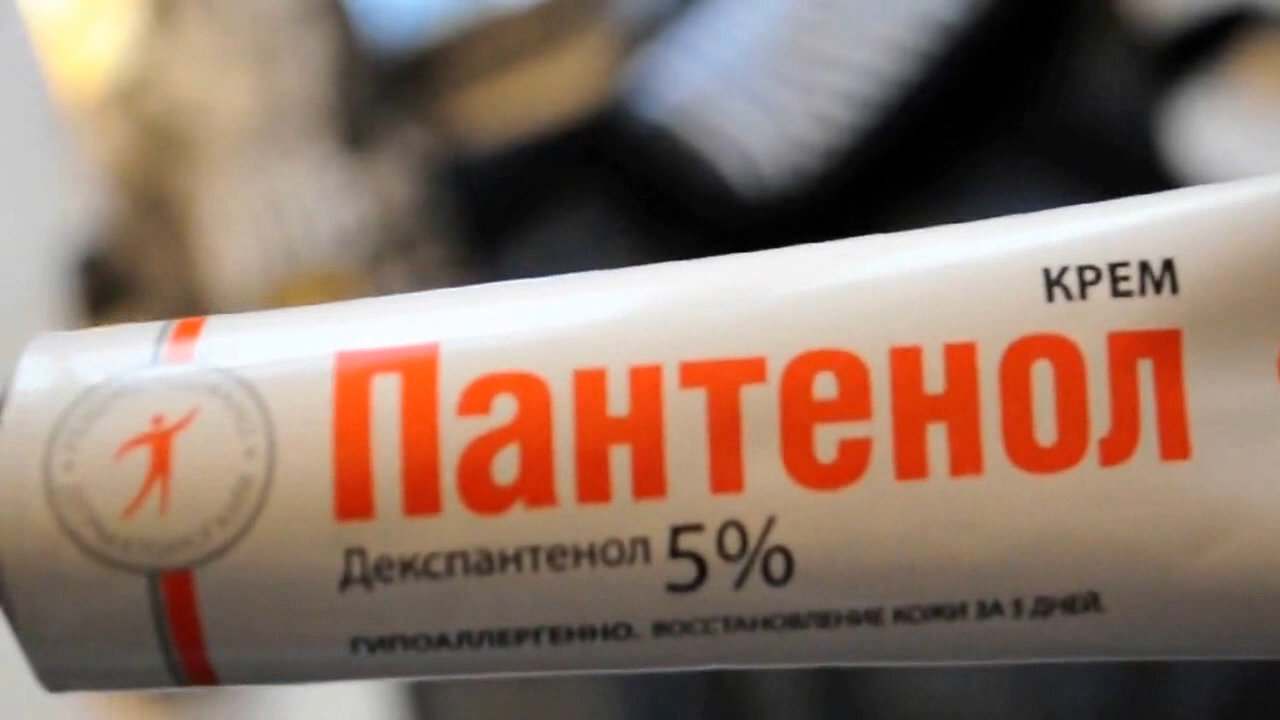 КРЕМ
Пантенол
Декспантенол 5%
ГИПОАЛЛЕРГЕННО. ВОССТАНОВЛЕНИЕ КОЖИ ЗА 5 ДНЕЙ.